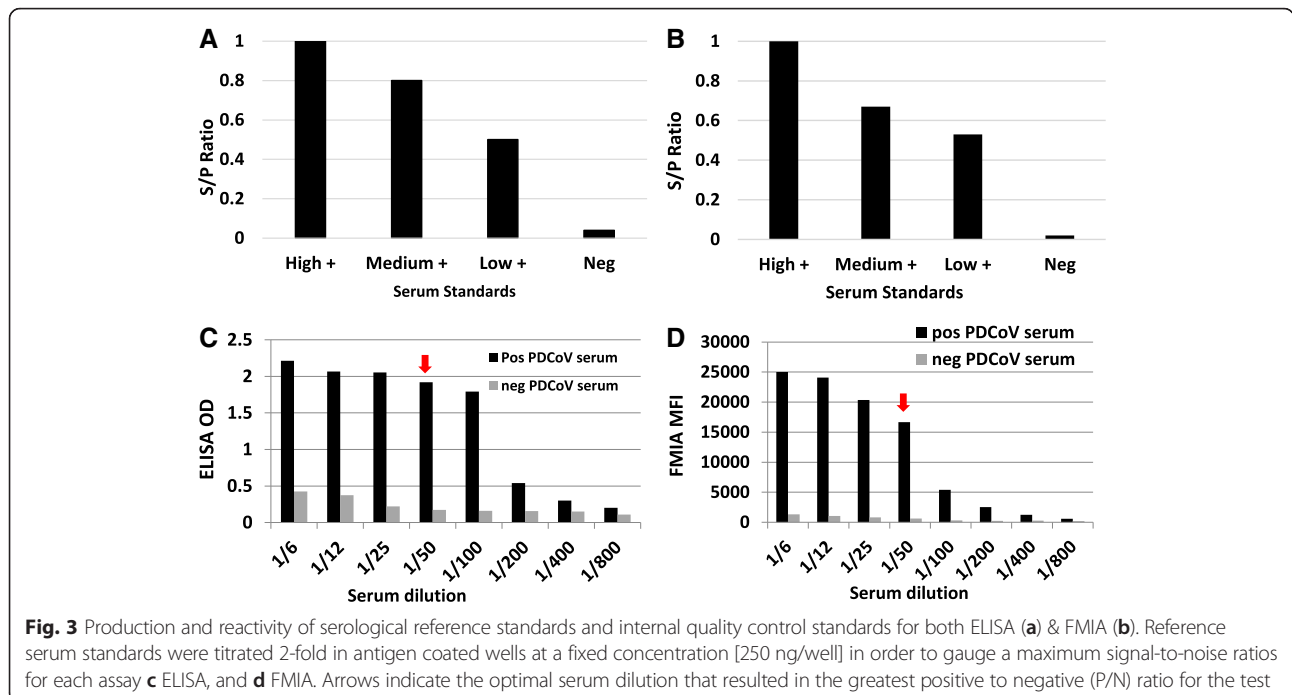 A
1
0.8
0.6
0.4
0.2
0
S/P Ratio
High + Medium + Low + Neg
Serum Standards
B
1
0.8
0.6
0.4
0.2
0
S/P Ratio
High + Medium + Low + Neg
Serum Standards
C
2.5
2
1.5
1
0.5
0
ELISA OD
Pos PDCoV serum
neg PDCoV serum
1/6 1/12 1/25 1/50 1/100 1/200 1/400 1/800
Serum dilution
D
30000
25000
20000
15000
10000
5000
0
FMIA MFI
pos PDCoV serum
neg PDCoV serum
1/6 1/12 1/25 1/50 1/100 1/200 1/400 1/800
Serum dilution
Fig. 3 Production and reactivity of serological reference standards and internal quality control standards for both ELISA (a) & FMIA (b). Reference
serum standards were titrated 2-fold in antigen coated wells at a fixed concentration [250 ng/well] in order to gauge a maximum signal-to-noise ratios
for each assay c ELISA, and d FMIA. Arrows indicate the optimal serum dilution that resulted in the greatest positive to negative (P/N) ratio for the test